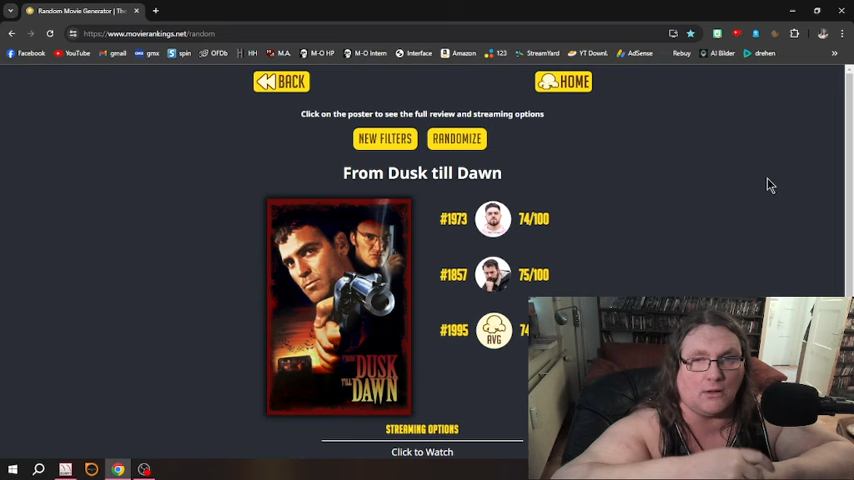 Random Movie Generator | Th
https://www.movierankings.net/random
Facebook YouTube gmail gmx spin OFDb HH M.A. M-O HP M-O Intern Interface Amazon 123 StreamYard YT Downl. AdSense Rebuy AI Bilder drehen
BACK
HOME
Click on the poster to see the full review and streaming options
NEW FILTERS RANDOMIZE
From Dusk till Dawn
#1973 74/100
#1857 75/100
#1995 AVG 74
FROM
DUSK
TILL
DAWN
STREAMING OPTIONS
Click to Watch